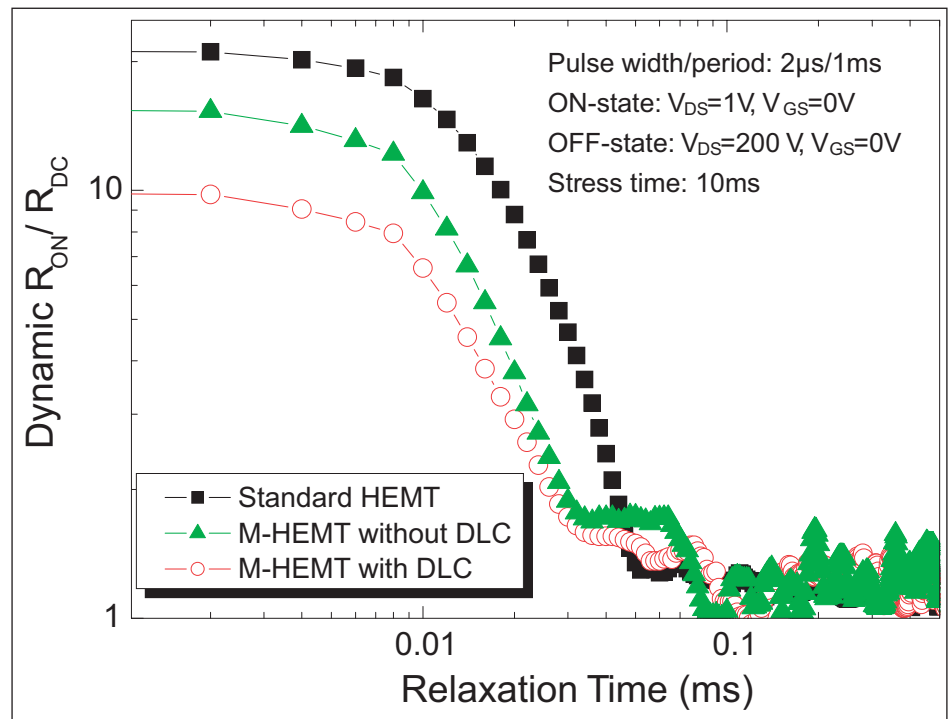 Dynamic R_ON/ R_DC
10
1
Pulse width/period: 2µs/1ms
ON-state: V_DS=1V, V_GS=0V
OFF-state: V_DS=200 V, V_GS=0V
Stress time: 10ms
Standard HEMT
M-HEMT without DLC
M-HEMT with DLC
0.01
0.1
Relaxation Time (ms)